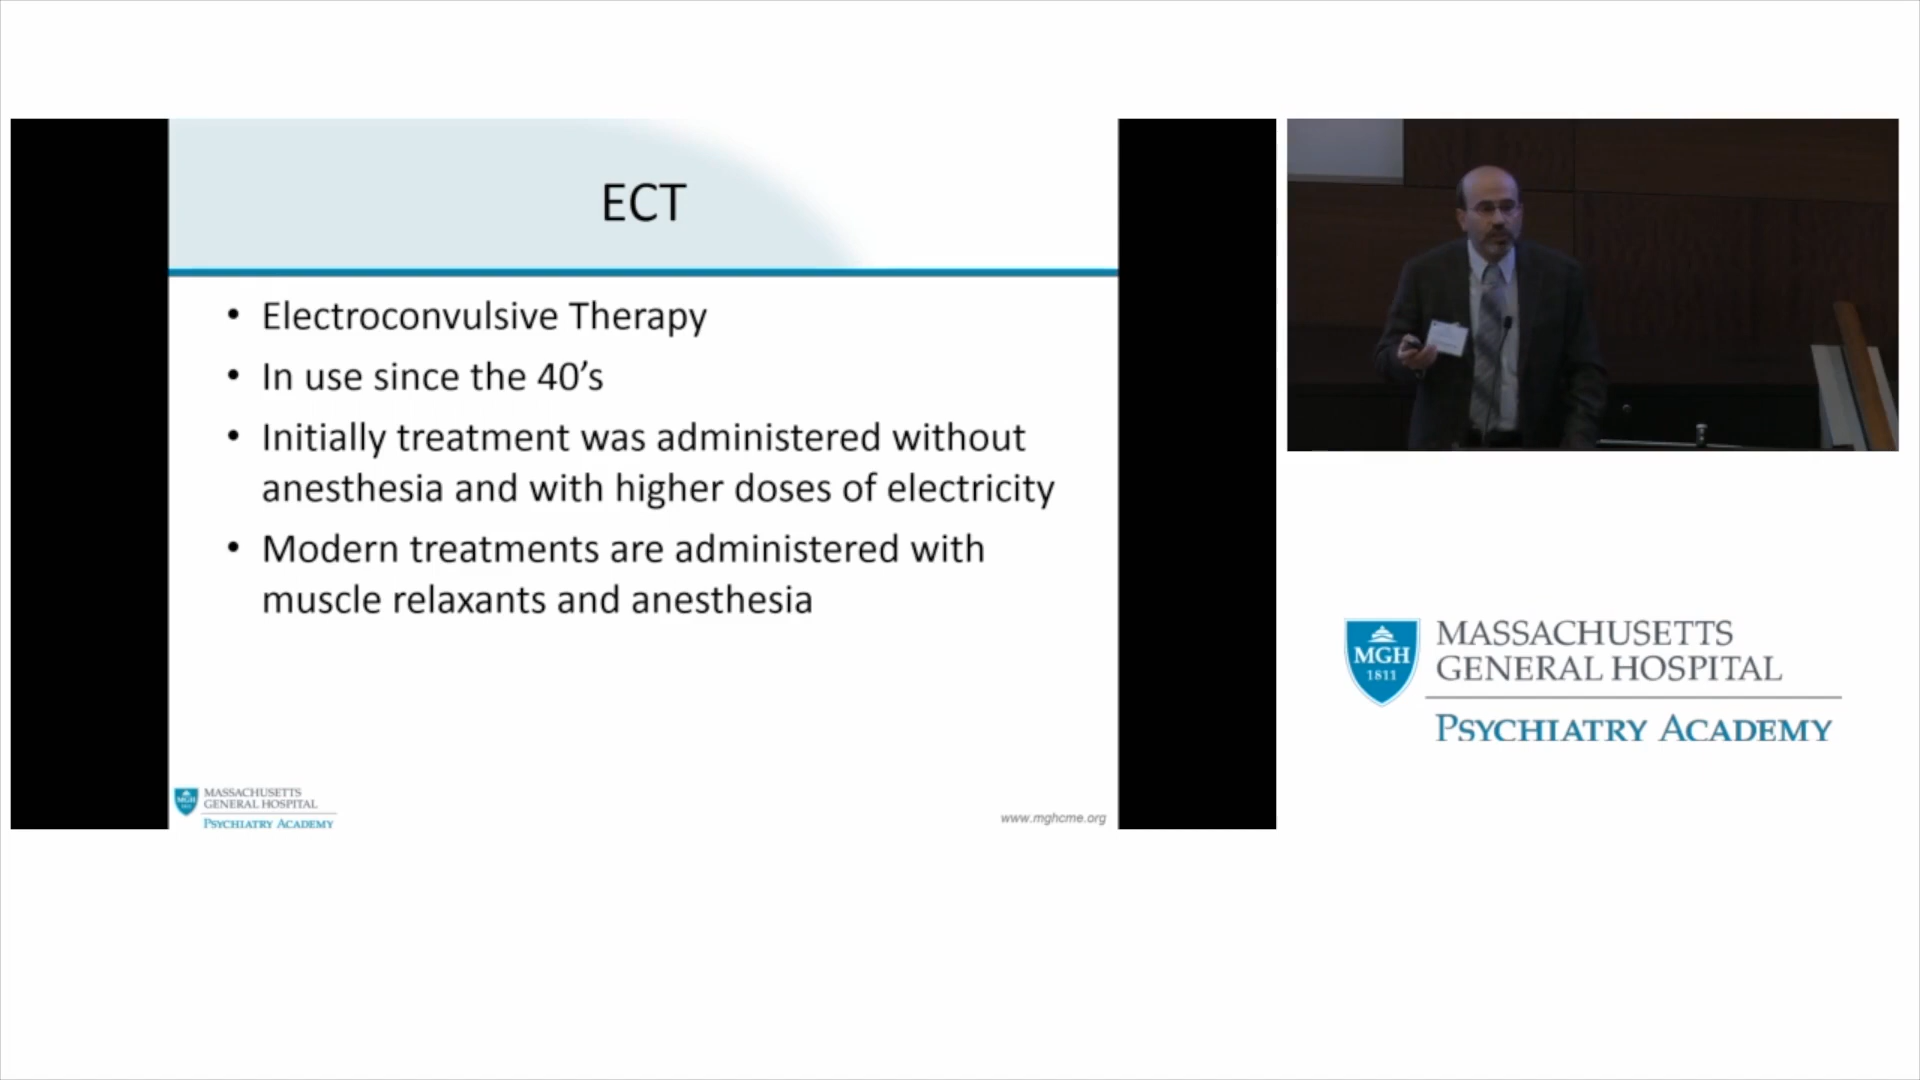 ECT
• Electroconvulsive Therapy
• In use since the 40's
• Initially treatment was administered without
anesthesia and with higher doses of electricity
• Modern treatments are administered with
muscle relaxants and anesthesia
MASSACHUSETTS
GENERAL HOSPITAL
PSYCHIATRY ACADEMY
www.mghcme.org
MGH
1811
MASSACHUSETTS
GENERAL HOSPITAL
PSYCHIATRY ACADEMY